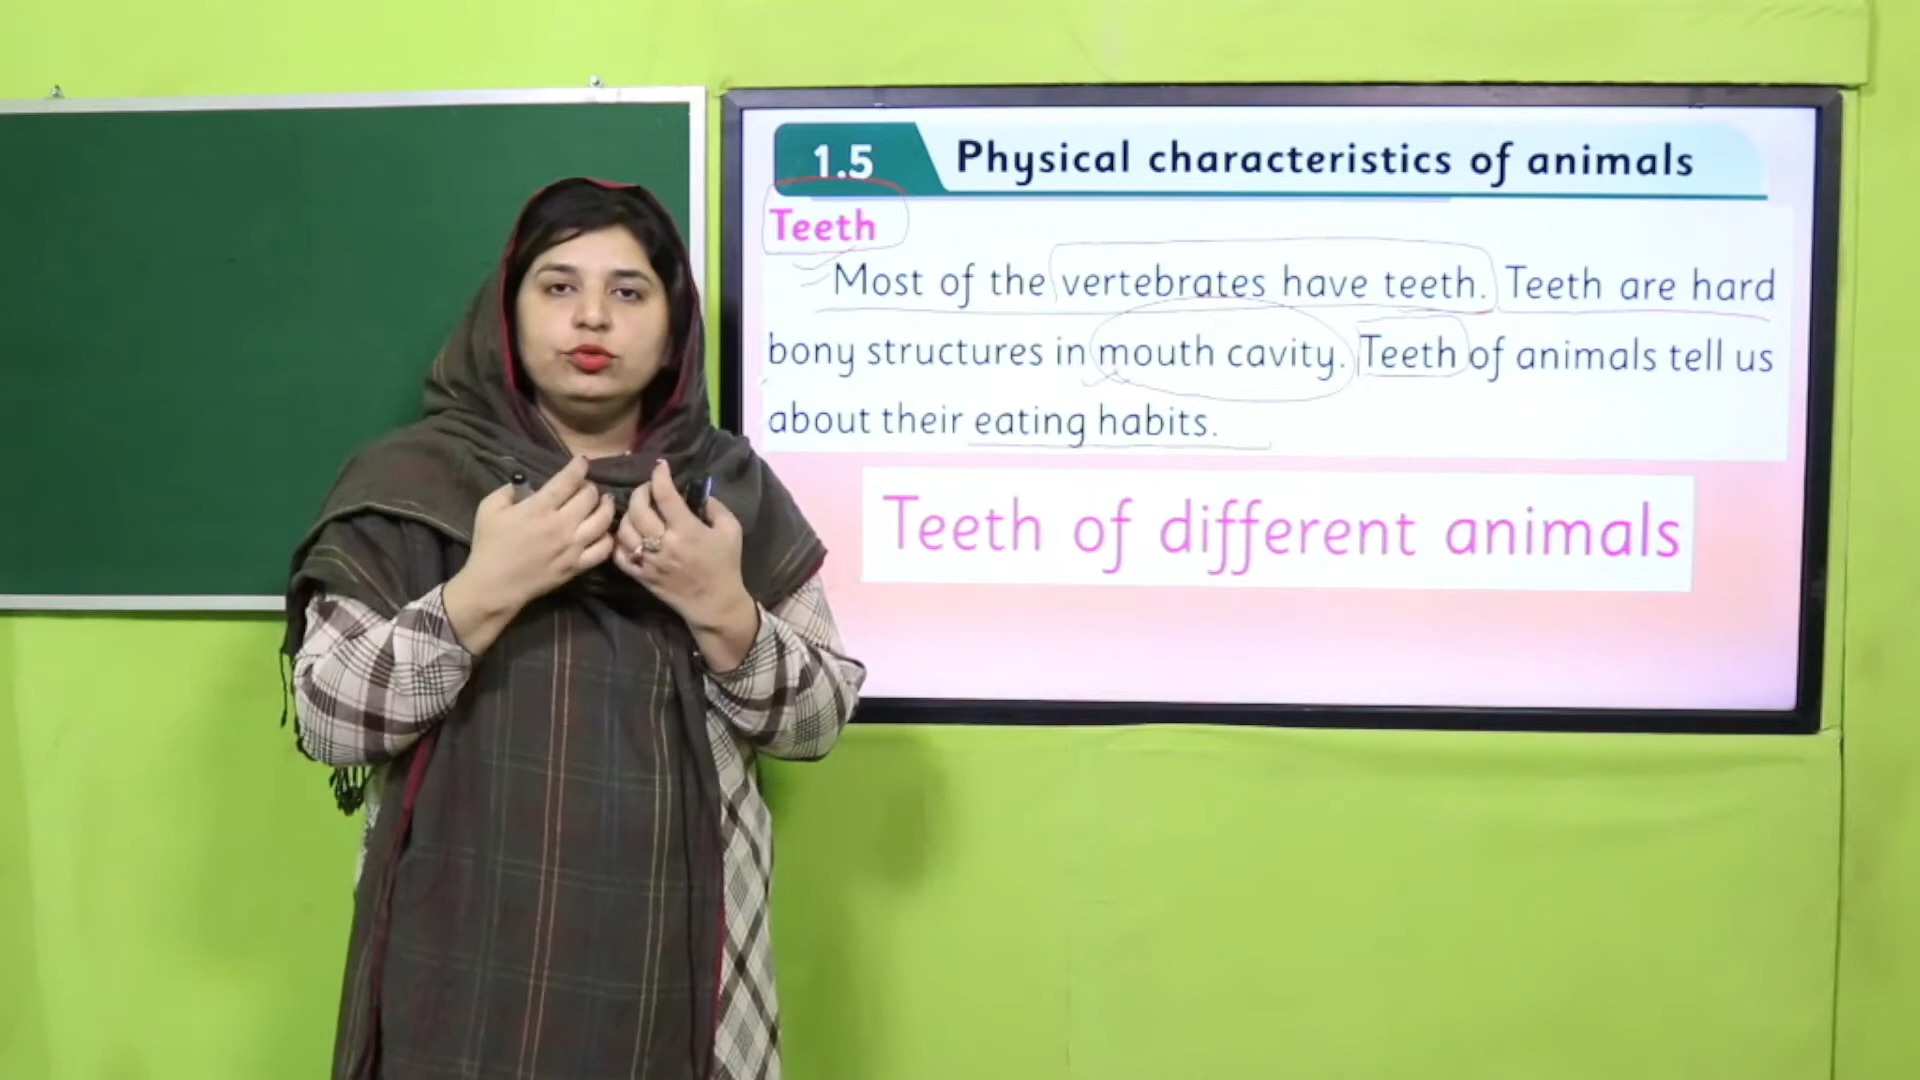 1.5 Physical characteristics of animals
Teeth
Most of the vertebrates have teeth. Teeth are hard
bony structures in mouth cavity. Teeth of animals tell us
about their eating habits.
Teeth of different animals